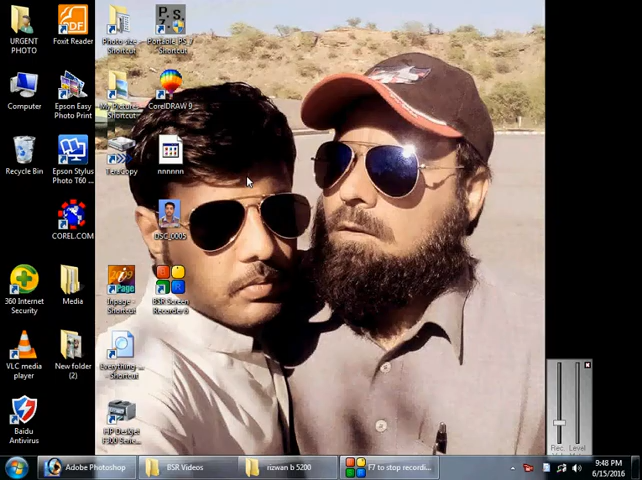 URGENT
PHOTO
Foxit Reader
Photo size -
Shortcut
Portable_PS_7
- Shortcut
Computer
Epson Easy
Photo Print
My Pictures -
Shortcut
CorelDRAW 9
Recycle Bin
Epson Stylus
Photo T60 ...
TeraCopy
nnnnnn
COREL.COM
DSC_0005
360 Internet
Security
Media
Inpage -
Shortcut
BSR Screen
Recorder 6
VLC media
player
New folder
(2)
Everything ...
- Shortcut
Baidu
Antivirus
HP Deskjet
F300 Serie...
Rec.
Level
Adobe Photoshop
BSR Videos
rizwan b 5200
F7 to stop recordi...
9:48 PM
6/15/2016